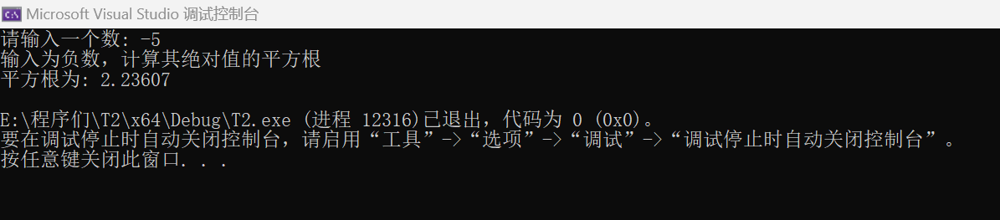 Microsoft Visual Studio 调试控制台
请输入一个数: -5
输入为负数，计算其绝对值的平方根
平方根为: 2.23607
E:\程序们\T2\x64\Debug\T2.exe (进程 12316)已退出，代码为 0 (0x0)。
要在调试停止时自动关闭控制台，请启用“工具”->“选项”->“调试”->“调试停止时自动关闭控制台”。
按任意键关闭此窗口. . .